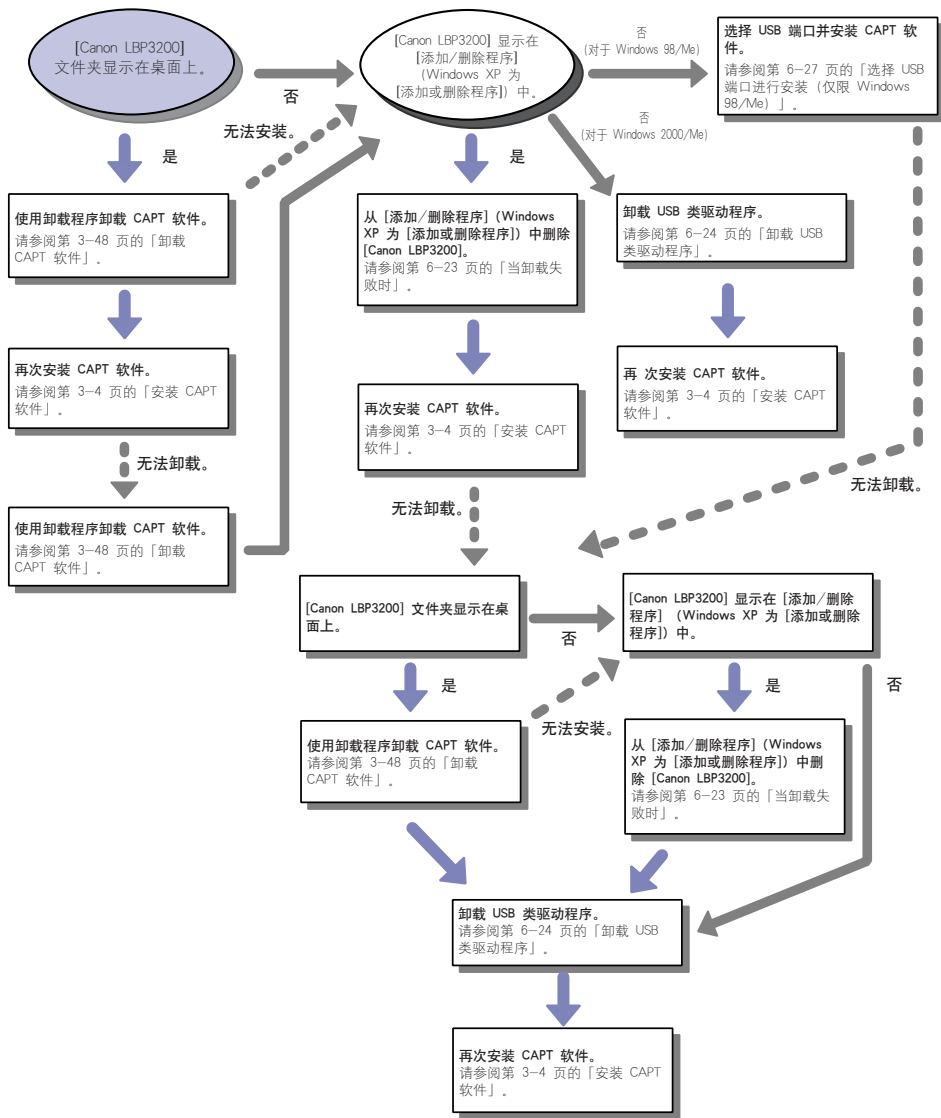 [Canon LBP3200]
文件夹显示在桌面上。
否
[Canon LBP3200] 显示在
[添加/删除程序]
(Windows XP 为
[添加或删除程序]) 中。
否
(对于 Windows 98/Me)
选择 USB 端口并安装 CAPT 软
件。
请参阅第 6-27 页的「选择 USB
端口进行安装 (仅限 Windows
98/Me) 」。
无法安装。
否
(对于 Windows 2000/Me)
是
是
使用卸载程序卸载 CAPT 软件。
请参阅第 3-48 页的「卸载
CAPT 软件」。
从 [添加/删除程序] (Windows
XP 为 [添加或删除程序]) 中删除
[Canon LBP3200]。
请参阅第 6-23 页的「当卸载失
败时」。
卸载 USB 类驱动程序。
请参阅第 6-24 页的「卸载 USB
类驱动程序」。
再次安装 CAPT 软件。
请参阅第 3-4 页的「安装 CAPT
软件」。
再次安装 CAPT 软件。
请参阅第 3-4 页的「安装 CAPT
软件」。
再 次安装 CAPT 软件。
请参阅第 3-4 页的「安装 CAPT
软件」。
无法卸载。
无法卸载。
无法卸载。
使用卸载程序卸载 CAPT 软件。
请参阅第 3-48 页的「卸载
CAPT 软件」。
[Canon LBP3200] 文件夹显示在桌
面上。
否
[Canon LBP3200] 显示在 [添加/删除
程序] (Windows XP 为 [添加或删除
程序]) 中。
是
无法安装。
是
否
使用卸载程序卸载 CAPT 软件。
请参阅第 3-48 页的「卸载
CAPT 软件」。
从 [添加/删除程序] (Windows
XP 为 [添加或删除程序]) 中删
除 [Canon LBP3200]。
请参阅第 6-23 页的「当卸载失
败时」。
卸载 USB 类驱动程序。
请参阅第 6-24 页的「卸载 USB
类驱动程序」。
再次安装 CAPT 软件。
请参阅第 3-4 页的「安装 CAPT
软件」。